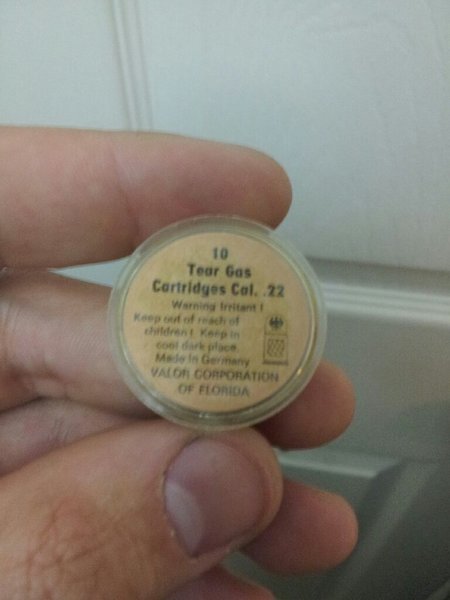 10
Tear Gas
Cartridges Cal. .22
Warning Irritant !
Keep out of reach of
children !. Keep in
cool dark place.
Made in Germany
VALOR CORPORATION
OF FLORIDA